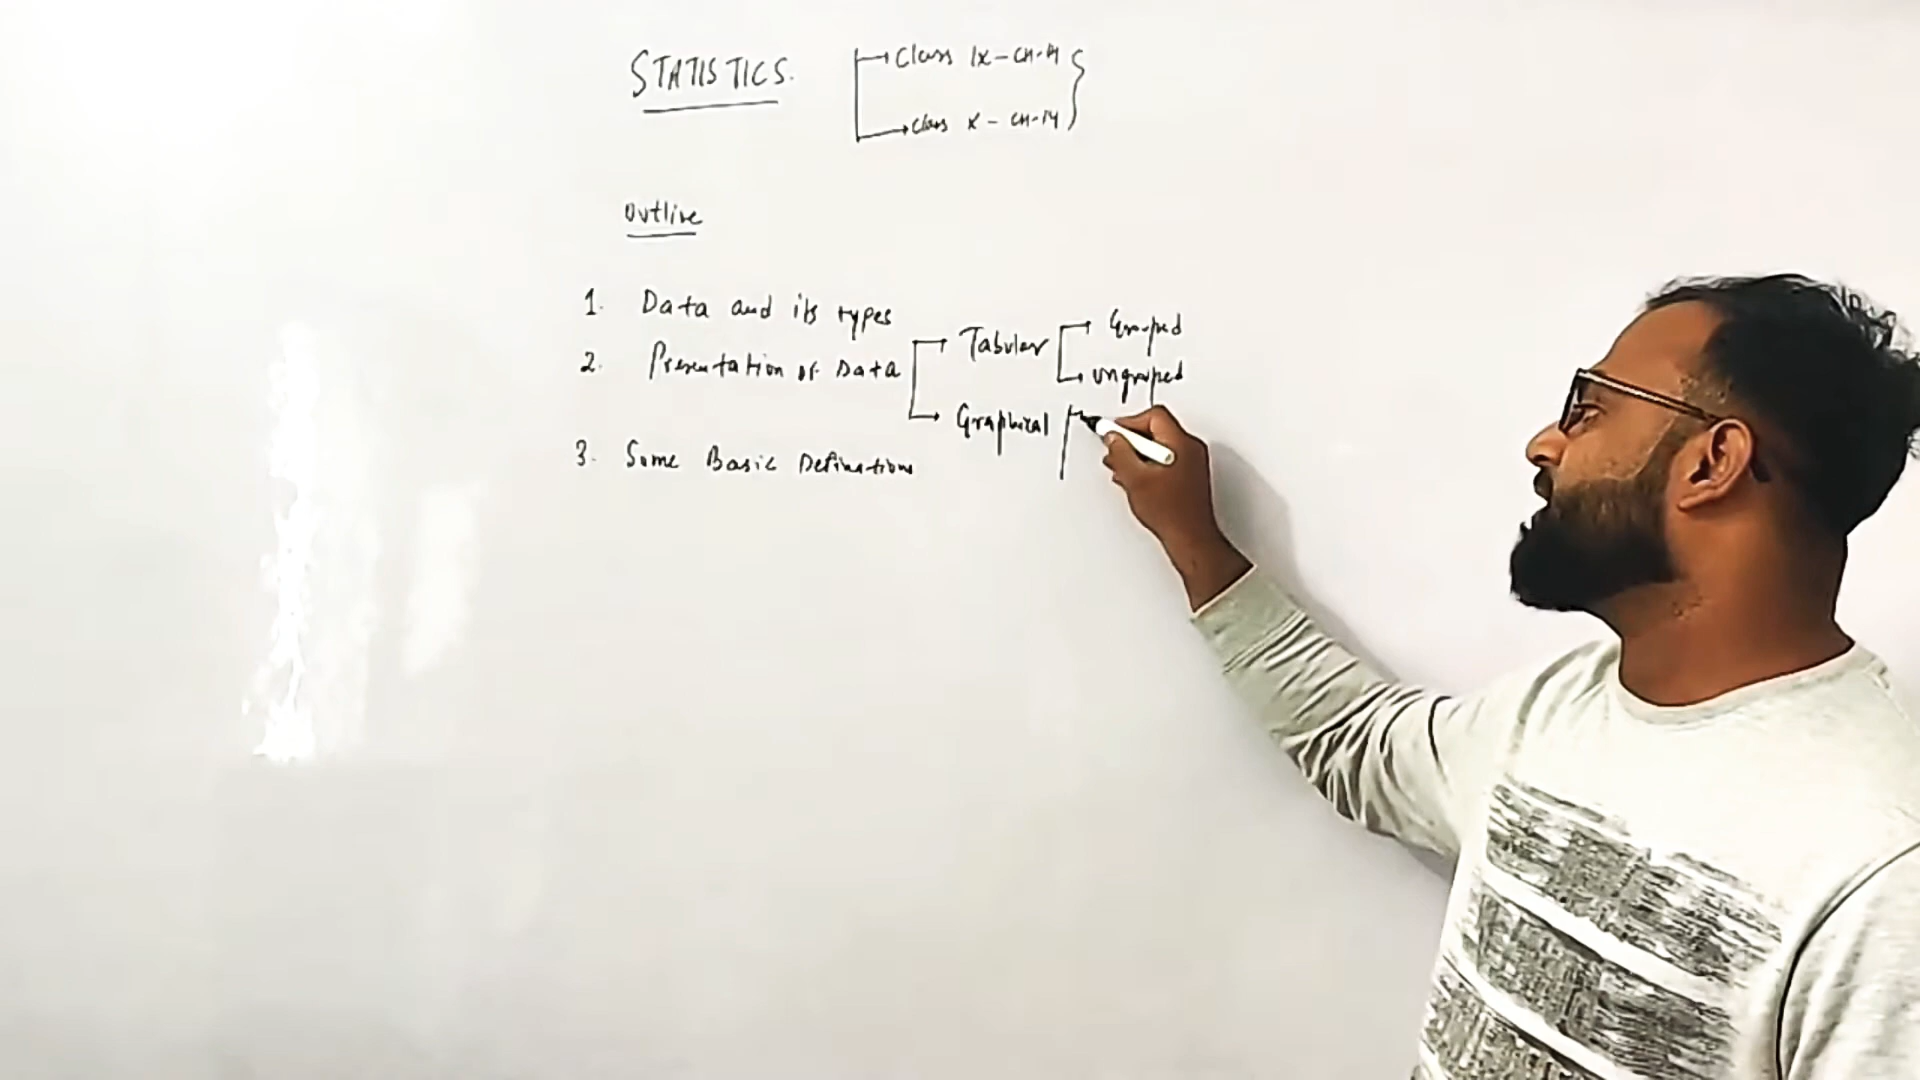 STATISTICS.
Class IX - CH-14
Class X - CH-14
Outline
1. Data and its types
2. Presentation of Data
Tabular
Grouped
ungrouped
Graphical
3. Some Basic Definations